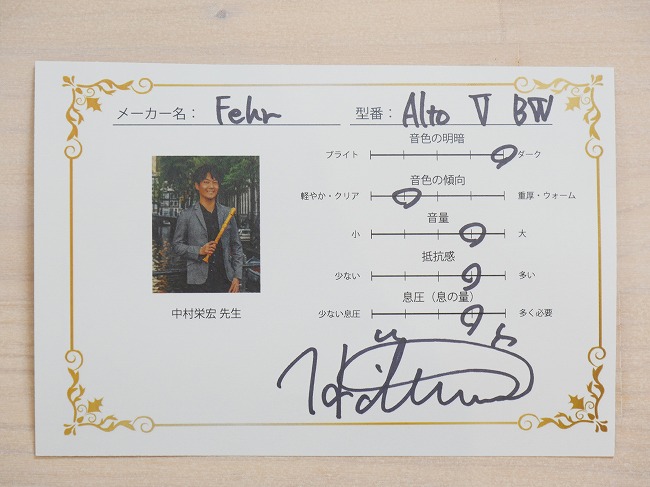 メーカー名： Fehr
型番： Alto V BW
音色の明暗
ブライト ダーク
音色の傾向
軽やか・クリア 重厚・ウォーム
音量
小 大
抵抗感
少ない 多い
息圧（息の量）
少ない息圧 多く必要
中村栄宏 先生